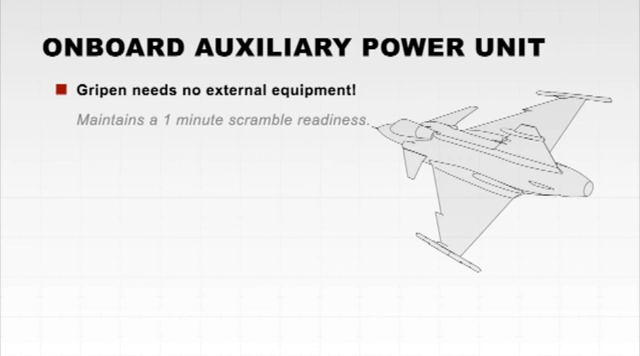 ONBOARD AUXILIARY POWER UNIT
Gripen needs no external equipment!
Maintains a 1 minute scramble readiness.